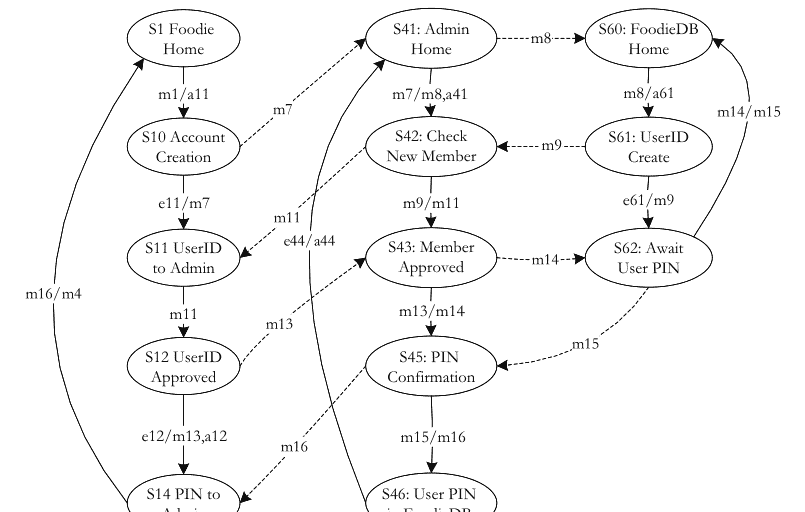 S1 Foodie
Home
S41: Admin
Home
m8
S60: FoodieDB
Home
m1/a11
m7
m7/m8,a41
m8/a61
m14/m15
S10 Account
Creation
S42: Check
New Member
m9
S61: UserID
Create
e11/m7
m11
m9/m11
e61/m9
e44/a44
S11 UserID
to Admin
S43: Member
Approved
m14
S62: Await
User PIN
m16/m4
m11
m13
m13/m14
m15
S12 UserID
Approved
S45: PIN
Confirmation
e12/m13,a12
m16
m15/m16
S14 PIN to
S46: User PIN